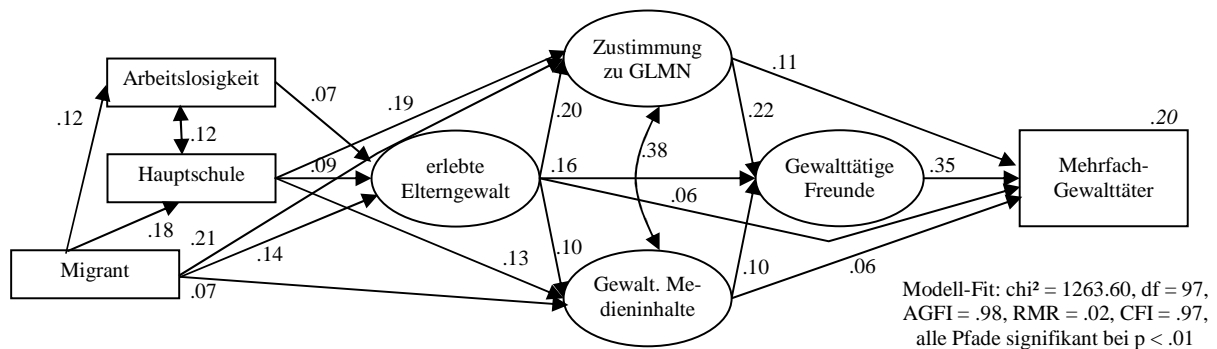 Zustimmung
zu GLMN
.11
.20
Arbeitslosigkeit
.07
.19
.12
.20
.22
.12
.38
Hauptschule
.09
erlebte
Elterngewalt
.16
Gewalttätige
Freunde
.35
Mehrfach-
Gewalttäter
.06
.18
.21
.14
.13
.10
.10
.06
Migrant
.07
Gewalt. Me-
dieninhalte
Modell-Fit: chi² = 1263.60, df = 97,
AGFI = .98, RMR = .02, CFI = .97,
alle Pfade signifikant bei p < .01